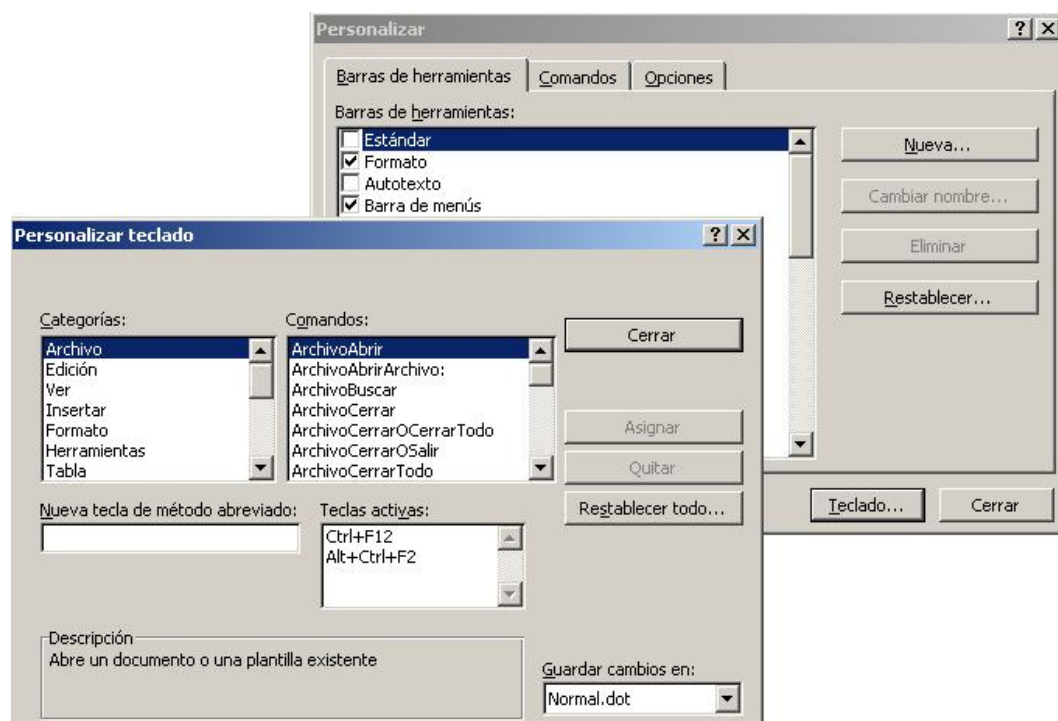 Personalizar
Barras de herramientas Comandos Opciones
Barras de herramientas:
Estándar
Formato
Autotexto
Barra de menús
Nueva...
Cambiar nombre...
Eliminar
Restablecer...
Teclado... Cerrar
Personalizar teclado
Categorías: Comandos:
Archivo
Edición
Ver
Insertar
Formato
Herramientas
Tabla
ArchivoAbrir
ArchivoAbrirArchivo:
ArchivoBuscar
ArchivoCerrar
ArchivoCerrarOCerrarTodo
ArchivoCerrarOSalir
ArchivoCerrarTodo
Cerrar
Asignar
Quitar
Restablecer todo...
Nueva tecla de método abreviado: Teclas activas:
Ctrl+F12
Alt+Ctrl+F2
Descripción
Abre un documento o una plantilla existente
Guardar cambios en:
Normal.dot